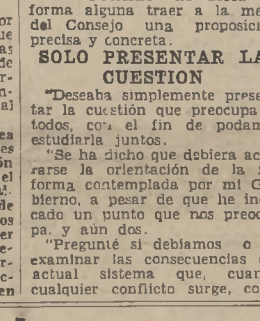 forma alguna traer a la me
del Consejo una proposic
precisa y concreta.
SOLO PRESENTAR LA
CUESTION
"Deseaba simplemente prese
tar la cuestión que preocupa
todos, con el fin de podam
estudiarla juntos.
"Se ha dicho que debiera ac
rarse la orientación de la
forma contemplada por mi G
bierno, a pesar de que he in
cado un punto que nos preoc
pa, y aun dos.
"Pregunté si debíamos o
examinar las consecuencias
actual sistema que, cuan
cualquier conflicto surge, co